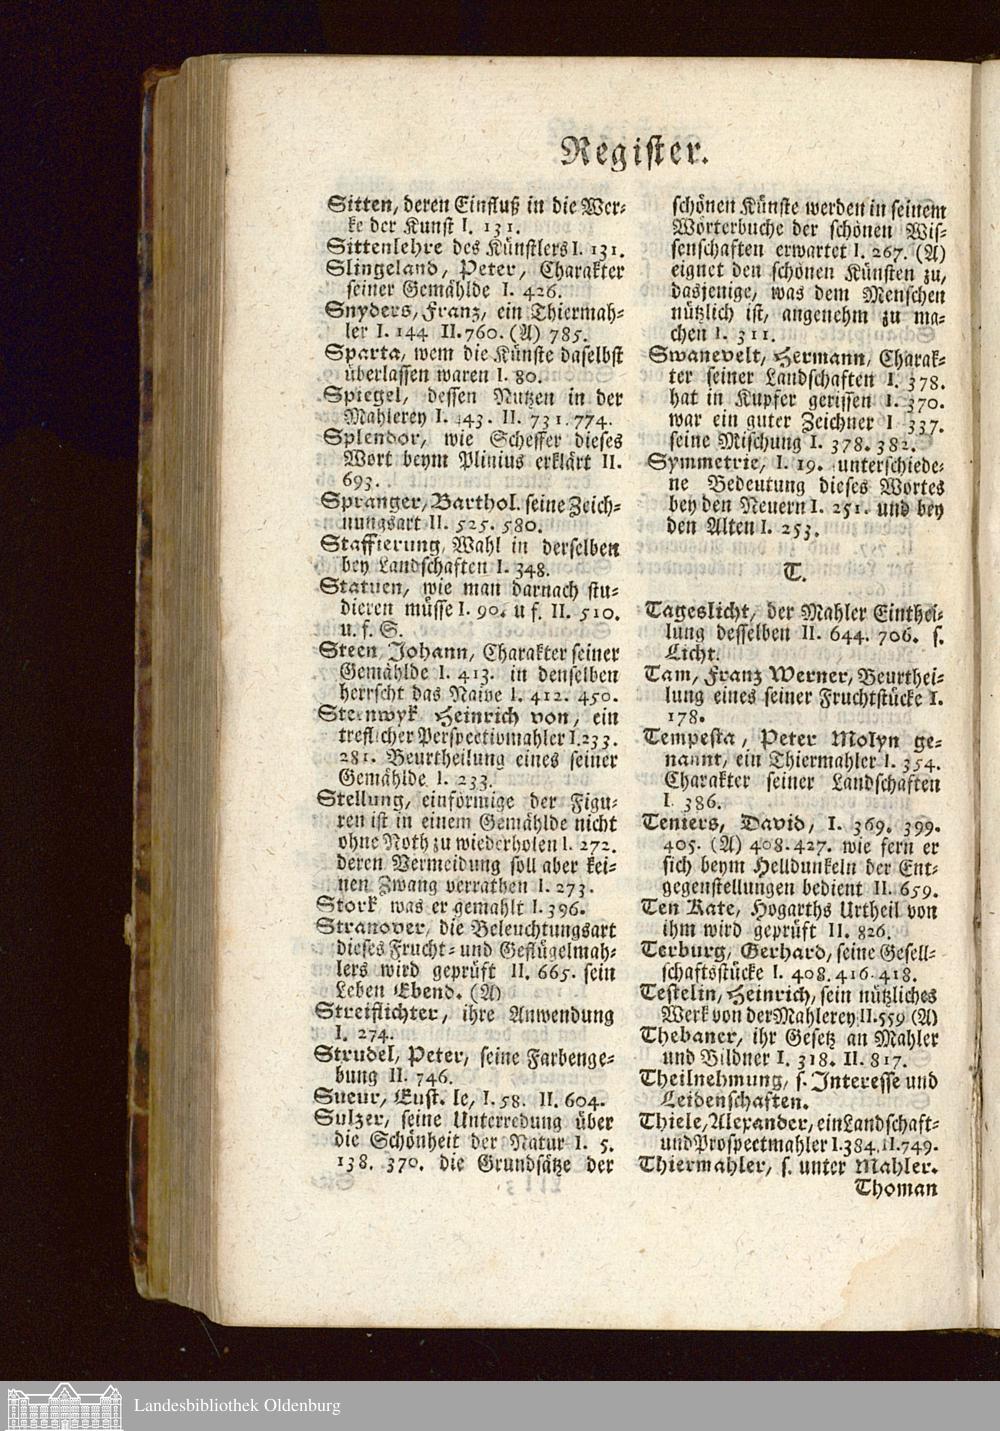 Register.
Sitten, deren Einfluß in die Wer-
ke der Kunst I. 131.
Sittenlehre des Künstlers I. 131.
Slingeland, Peter, Charakter
seiner Gemählde I. 426.
Snyders, Franz, ein Thiermah-
ler I. 144 II. 760. (A) 785.
Sparta, wem die Künste daselbst
überlassen waren I. 80.
Spiegel, dessen Nutzen in der
Mahlerey I. 443. II. 731. 774.
Splendor, wie Scheffer dieses
Wort beym Plinius erklärt II.
693.
Spranger, Barthol. seine Zeich-
nungsart II. 525. 580.
Staffierung, Wahl in derselben
bey Landschaften I. 348.
Statuen, wie man darnach stu-
dieren müsse I. 90. u f. II. 510.
u. f. S.
Steen, Johann, Charakter seiner
Gemählde I. 413. in denselben
herrscht das Naive I. 412. 450.
Steenwyk Heinrich von, ein
treflicher Perspectivmahler I. 233.
281. Beurtheilung eines seiner
Gemählde I. 233.
Stellung, einförmige der Figu-
ren ist in einem Gemählde nicht
ohne Noth zu wiederholen I. 272.
deren Vermeidung soll aber kei-
nen Zwang verrathen I. 273.
Stork was er gemahlt I. 396.
Stranover, die Beleuchtungsart
dieses Frucht- und Geflügelmah-
lers wird geprüft II. 665. sein
Leben Ebend. (A)
Streiflichter, ihre Anwendung
I. 274.
Strudel, Peter, seine Farbenge-
bung II. 746.
Sueur, Eust. le, I. 58. II. 604.
Sulzer, seine Unterredung über
die Schönheit der Natur I. 5.
138. 370. die Grundsätze der
schönen Künste werden in seinem
Wörterbuche der schönen Wis-
senschaften erwartet I. 267. (A)
eignet den schönen Künsten zu,
dasjenige, was dem Menschen
nützlich ist, angenehm zu ma-
chen I. 311.
Swanevelt, Hermann, Charak-
ter seiner Landschaften I. 378.
hat in Kupfer gerissen I. 370.
war ein guter Zeichner I 337.
seine Mischung I. 378. 382.
Symmetrie, I. 19. unterschiede-
ne Bedeutung dieses Wortes
bey den Neuern I. 251. und bey
den Alten I. 253.
T.
Tageslicht, der Mahler Einthei-
lung desselben II. 644. 706. s.
Licht.
Tam, Franz Werner, Beurthei-
lung eines seiner Fruchtstücke I.
178.
Tempesta, Peter Molyn ge-
nannt, ein Thiermahler I. 354.
Charakter seiner Landschaften
I. 386.
Teniers, David, I. 369. 399.
405. (A) 408. 427. wie fern er
sich beym Helldunkeln der Ent-
gegenstellungen bedient II. 659.
Ten Kate, Hogarths Urtheil von
ihm wird geprüft II. 826.
Terburg, Gerhard, seine Gesell-
schaftsstücke I. 408. 416. 418.
Testelin, Heinrich, sein nützliches
Werk von der Mahlerey II. 559 (A)
Thebaner, ihr Gesetz an Mahler
und Bildner I. 318. II. 817.
Theilnehmung, s. Interesse und
Leidenschaften.
Thiele, Alexander, ein Landschaft-
und Prospectmahler I. 384. II. 749.
Thiermahler, s. unter Mahler.
Thoman
Landesbibliothek Oldenburg